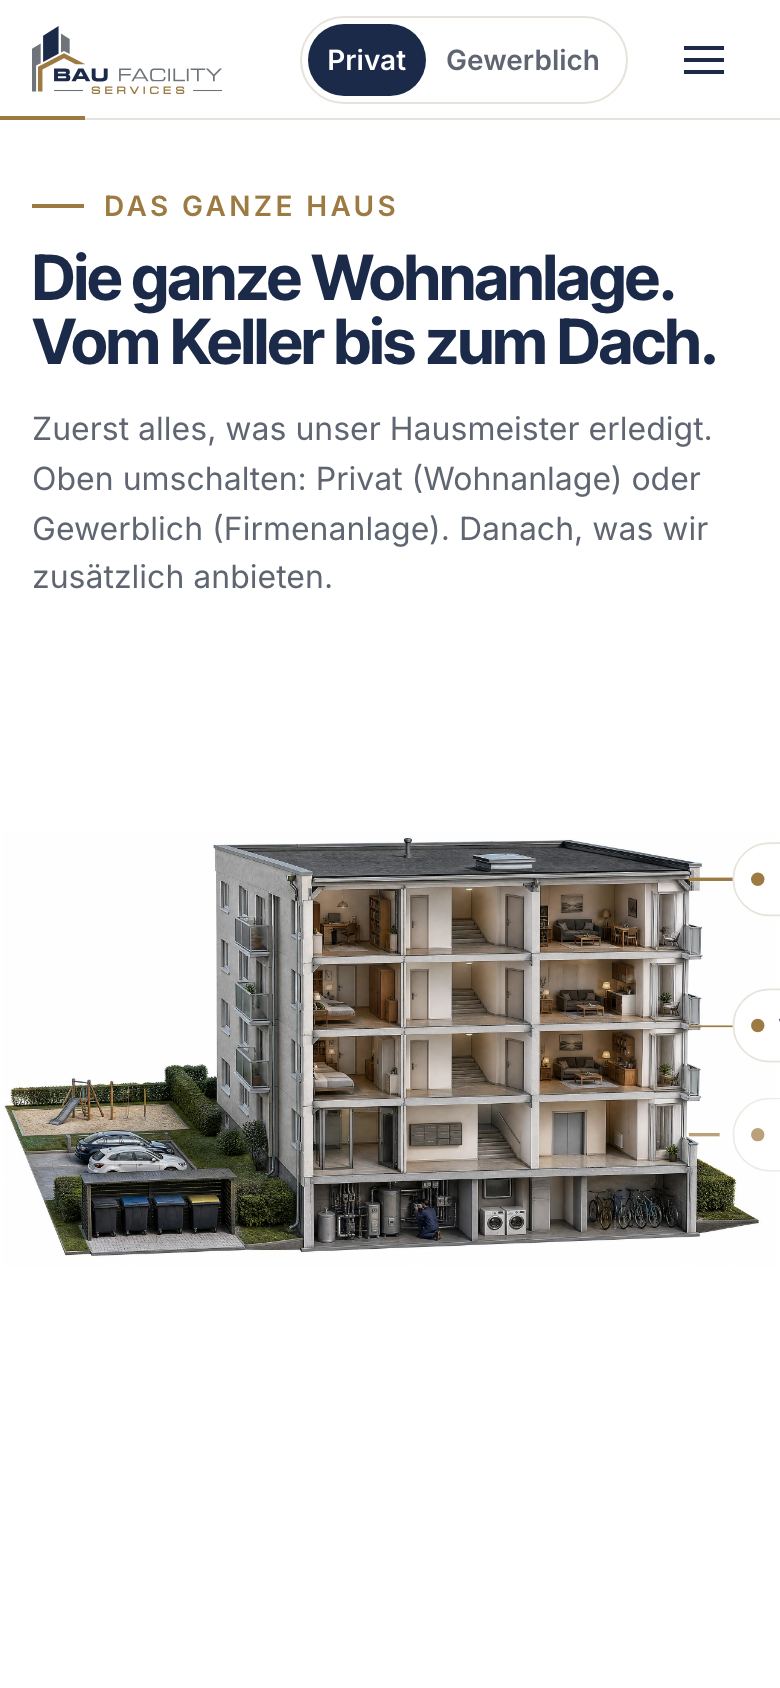 BAU FACILITY
SERVICES
Privat
Gewerblich
DAS GANZE HAUS
Die ganze Wohnanlage.
Vom Keller bis zum Dach.
Zuerst alles, was unser Hausmeister erledigt.
Oben umschalten: Privat (Wohnanlage) oder
Gewerblich (Firmenanlage). Danach, was wir
zusätzlich anbieten.